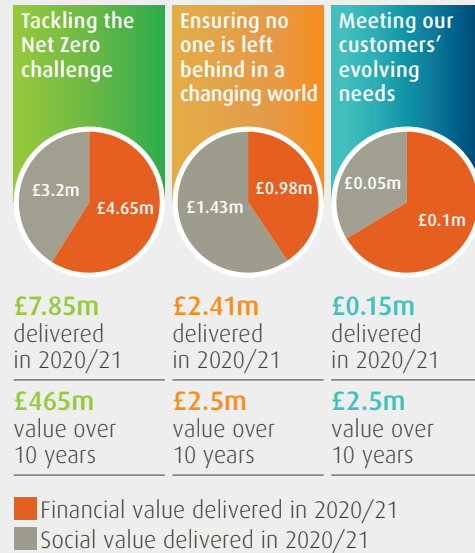 Tackling the
Net Zero
challenge
£3.2m
£4.65m
£7.85m
delivered
in 2020/21
£465m
value over
10 years
Ensuring no
one is left
behind in a
changing world
£0.98m
£1.43m
£2.41m
delivered
in 2020/21
£2.5m
value over
10 years
Meeting our
customers’
evolving
needs
£0.05m
£0.1m
£0.15m
delivered
in 2020/21
£2.5m
value over
10 years
Financial value delivered in 2020/21
Social value delivered in 2020/21